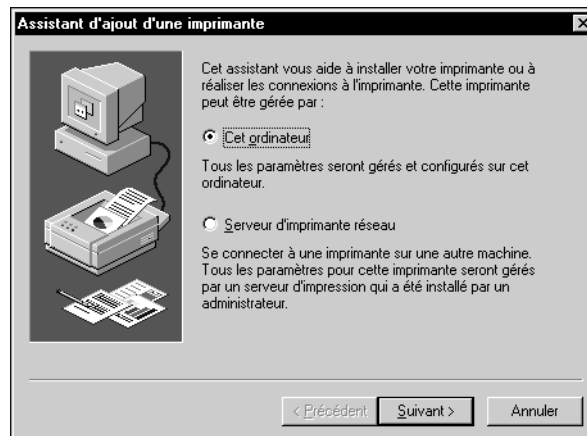 Assistant d'ajout d'une imprimante
Cet assistant vous aide à installer votre imprimante ou à
réaliser les connexions à l'imprimante. Cette imprimante
peut être gérée par :
Cet ordinateur
Tous les paramètres seront gérés et configurés sur cet
ordinateur.
Serveur d'imprimante réseau
Se connecter à une imprimante sur une autre machine.
Tous les paramètres pour cette imprimante seront gérés
par un serveur d'impression qui a été installé par un
administrateur.
< Précédent
Suivant >
Annuler